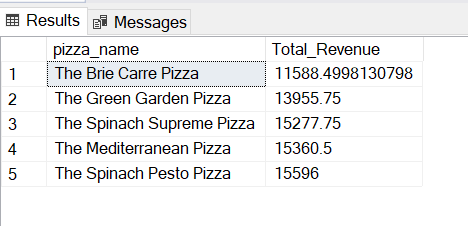 Results Messages
pizza_name Total_Revenue
1 The Brie Carre Pizza 11588.4998130798
2 The Green Garden Pizza 13955.75
3 The Spinach Supreme Pizza 15277.75
4 The Mediterranean Pizza 15360.5
5 The Spinach Pesto Pizza 15596